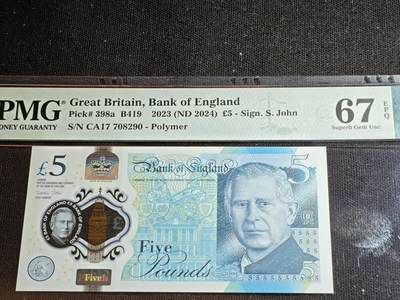 PMG Great Britain, Bank of England
MONEY GUARANTY Pick# 398a B419 2023 (ND 2024) £5 - Sign. S. John
S/N CA17 708290 - Polymer
67 EPQ
Superb Gem Unc
£5
Bank of England
5
Five
Pounds
Five